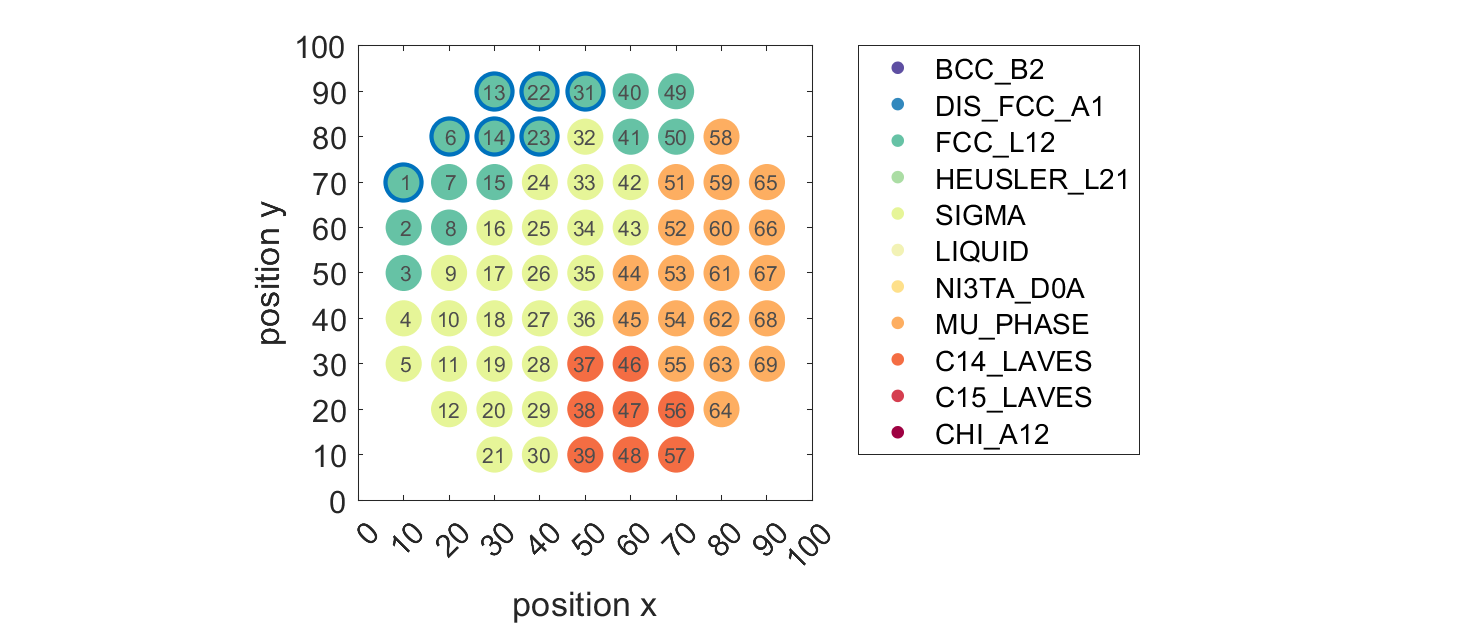 100
90 13 22 31 40 49
80 6 14 23 32 41 50 58
70 1 7 15 24 33 42 51 59 65
60 2 8 16 25 34 43 52 60 66
50 3 9 17 26 35 44 53 61 67
40 4 10 18 27 36 45 54 62 68
30 5 11 19 28 37 46 55 63 69
20 12 20 29 38 47 56 64
10 21 30 39 48 57
0
position y
0 10 20 30 40 50 60 70 80 90 100
position x
BCC_B2
DIS_FCC_A1
FCC_L12
HEUSLER_L21
SIGMA
LIQUID
NI3TA_D0A
MU_PHASE
C14_LAVES
C15_LAVES
CHI_A12